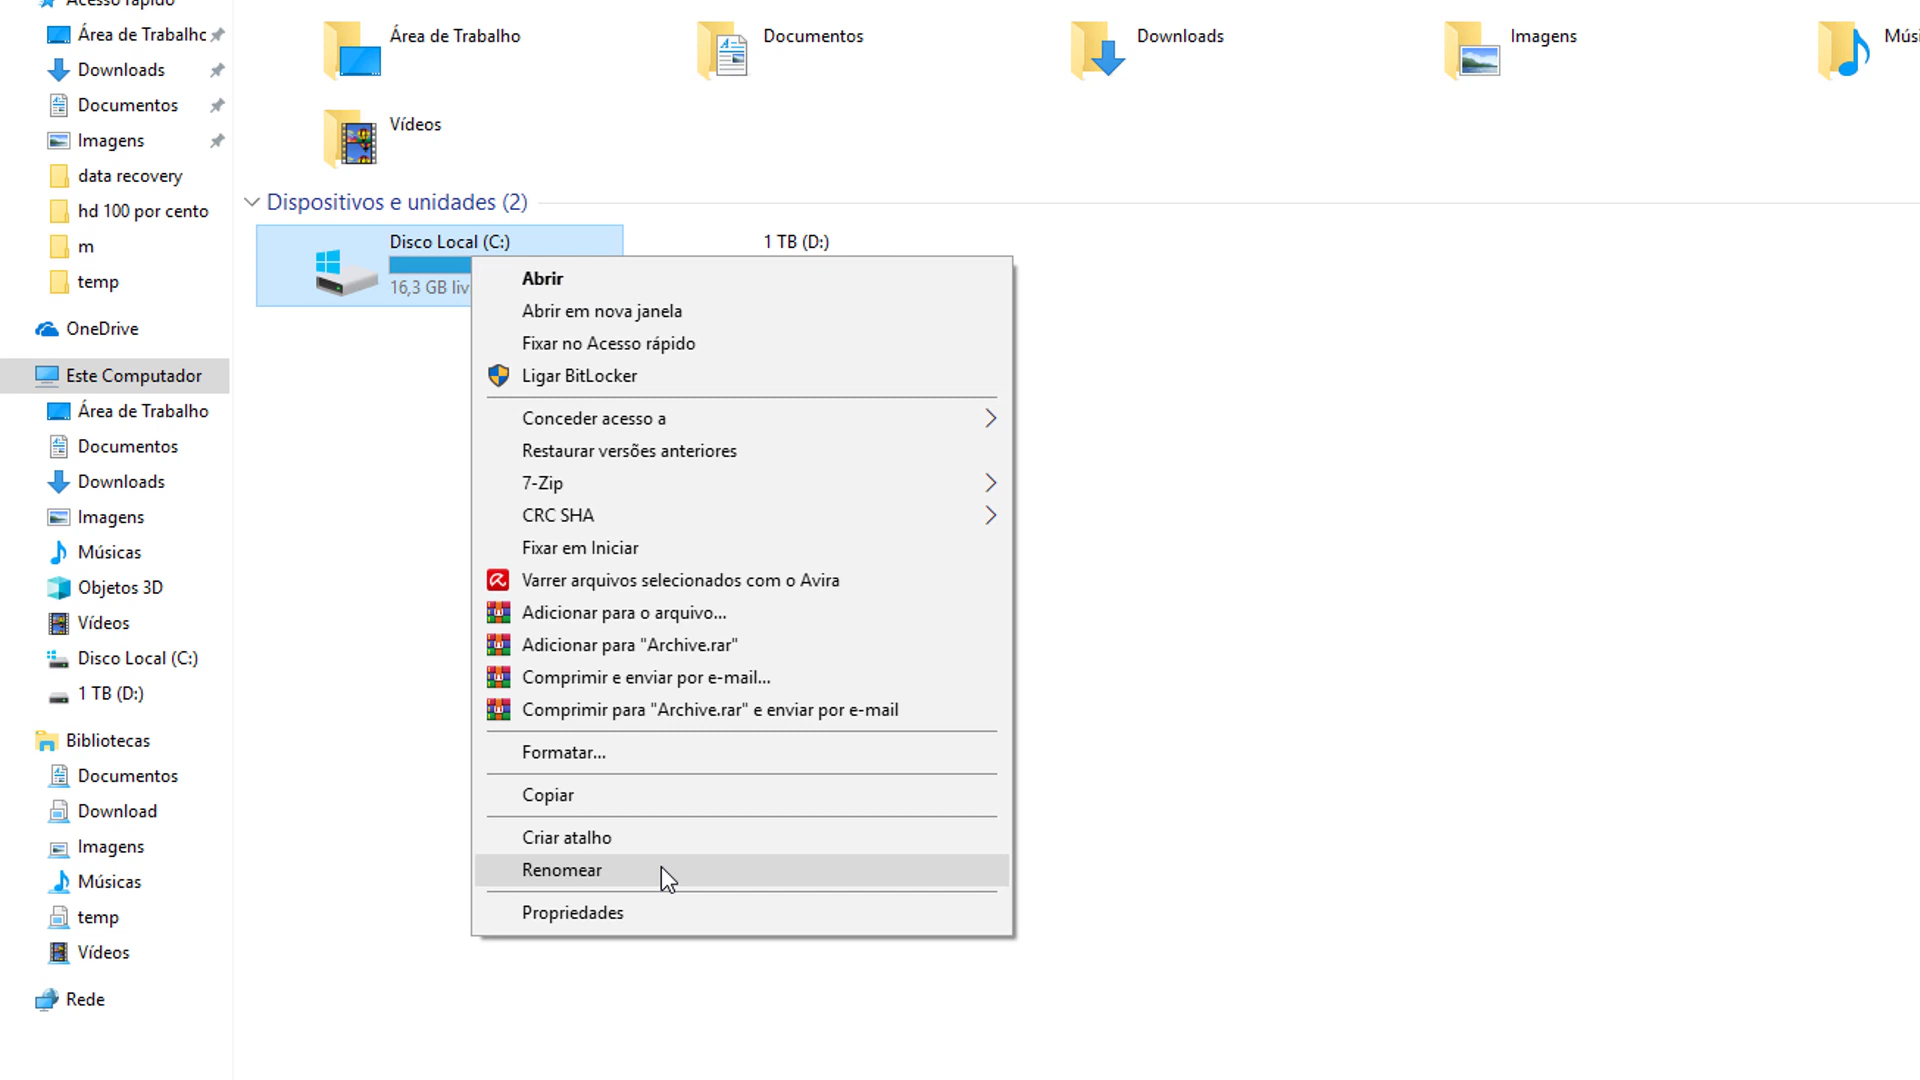 Acesso rápido
Área de Trabalho
Downloads
Documentos
Imagens
data recovery
hd 100 por cento
m
temp
OneDrive
Este Computador
Área de Trabalho
Documentos
Downloads
Imagens
Músicas
Objetos 3D
Vídeos
Disco Local (C:)
1 TB (D:)
Bibliotecas
Documentos
Download
Imagens
Músicas
temp
Vídeos
Rede
Área de Trabalho
Documentos
Downloads
Imagens
Músi
Vídeos
Dispositivos e unidades (2)
Disco Local (C:)
16,3 GB liv
1 TB (D:)
Abrir
Abrir em nova janela
Fixar no Acesso rápido
Ligar BitLocker
Conceder acesso a
Restaurar versões anteriores
7-Zip
CRC SHA
Fixar em Iniciar
Varrer arquivos selecionados com o Avira
Adicionar para o arquivo...
Adicionar para "Archive.rar"
Comprimir e enviar por e-mail...
Comprimir para "Archive.rar" e enviar por e-mail
Formatar...
Copiar
Criar atalho
Renomear
Propriedades